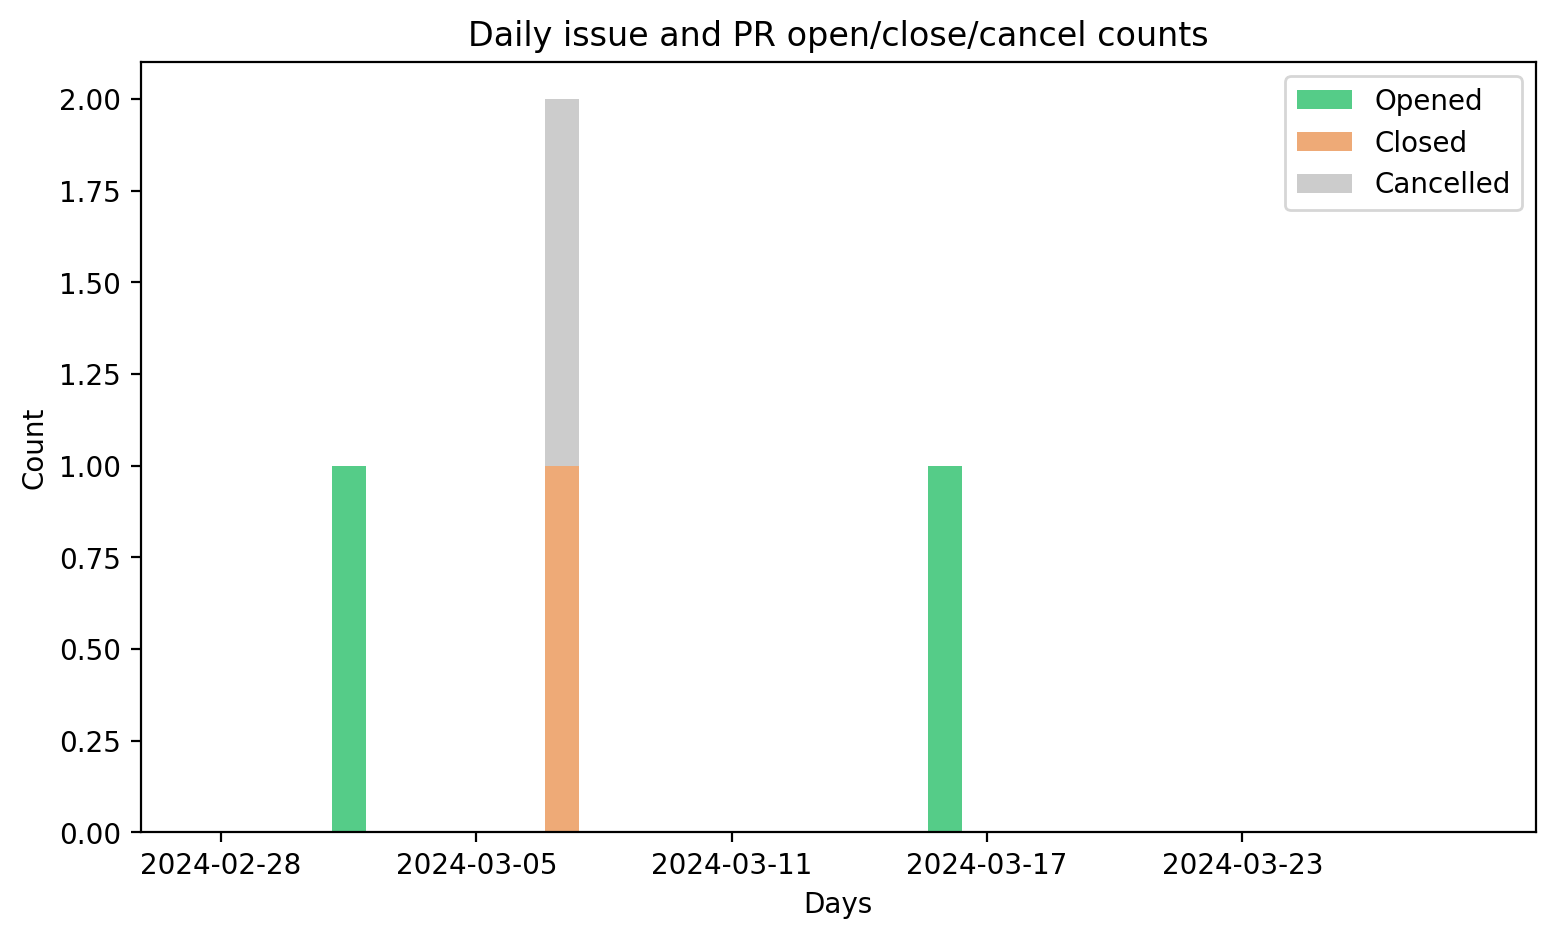 Daily issue and PR open/close/cancel counts
Opened
Closed
Cancelled
2.00
1.75
1.50
1.25
1.00
0.75
0.50
0.25
0.00
Count
2024-02-28 2024-03-05 2024-03-11 2024-03-17 2024-03-23
Days